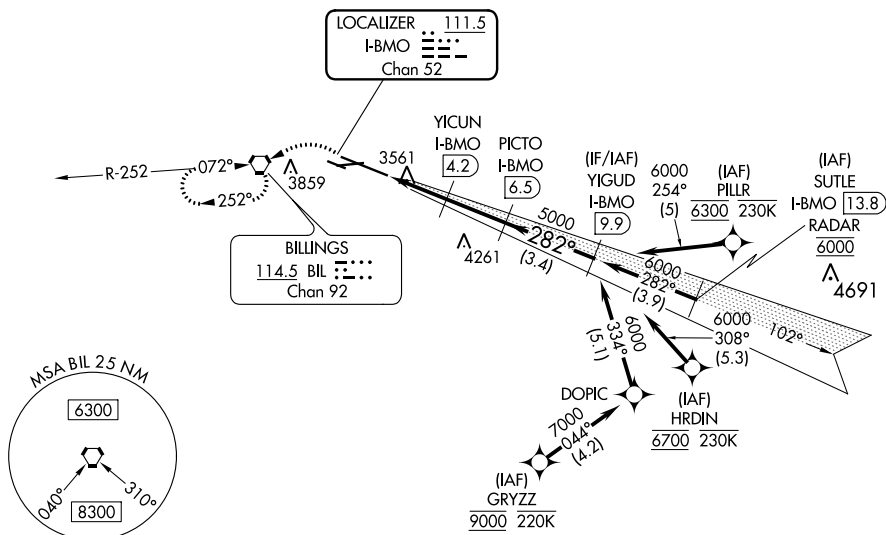 LOCALIZER 111.5
I-BMO
Chan 52
YICUN
I-BMO
4.2
PICTO
I-BMO
6.5
(IF/IAF)
YIGUD
I-BMO
9.9
6000
254°
(5)
(IAF)
PILLR
6300 230K
(IAF)
SUTLE
I-BMO 13.8
RADAR
6000
R-252
072°
252°
3859
3561
4261
4691
BILLINGS
114.5 BIL
Chan 92
5000
282°
(3.4)
6000
282°
(3.9)
6000
308°
(5.3)
102°
6000
334°
(5.1)
DOPIC
(IAF)
HRDIN
6700 230K
7000
044°
(4.2)
(IAF)
GRYZZ
9000 220K
MSA BIL 25 NM
6300
040°
310°
8300